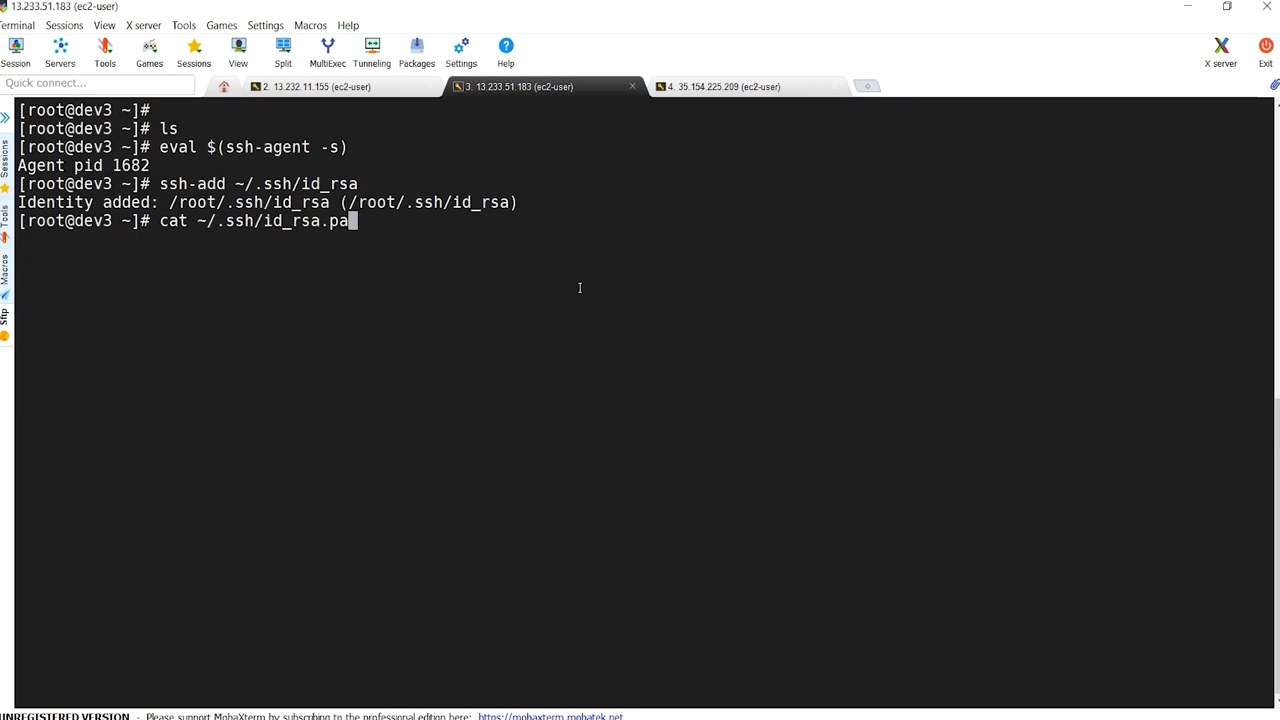 13.233.51.183 (ec2-user)
Terminal Sessions View X server Tools Games Settings Macros Help
Session Servers Tools Games Sessions View Split MultiExec Tunneling Packages Settings Help X server Exit
Quick connect...
2. 13.232.11.155 (ec2-user)
3. 13.233.51.183 (ec2-user)
4. 35.154.225.209 (ec2-user)
Sessions
Tools
Macros
Sftp
[root@dev3 ~]#
[root@dev3 ~]# ls
[root@dev3 ~]# eval $(ssh-agent -s)
Agent pid 1682
[root@dev3 ~]# ssh-add ~/.ssh/id_rsa
Identity added: /root/.ssh/id_rsa (/root/.ssh/id_rsa)
[root@dev3 ~]# cat ~/.ssh/id_rsa.pa
UNREGISTERED VERSION - Please support MobaXterm by subscribing to the professional edition here: https://mobaxterm.mobatek.net